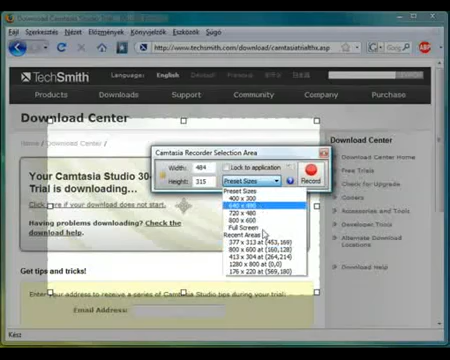 Download Camtasia Studio
Fájl Szerkesztés Nézet Előzmények Könyvjelzők Eszközök Súgó
http://www.techsmith.com/download/camtasiatrialthx.asp
TechSmith
Language: English
Products Downloads Support Community Company Purchase
Download Center
Home / Download Center /
Your Camtasia Studio 30-
Trial is downloading...
Click here if your download does not start.
Having problems downloading? Check the
download help.
Get tips and tricks!
Enter your address to receive a series of Camtasia Studio tips during your trial:
Email Address:
Camtasia Recorder Selection Area
Width: 484
Lock to application
Height: 315
Preset Sizes
Record
Preset Sizes
400 x 300
640 x 480
720 x 480
800 x 600
Full Screen
Recent Areas
377 x 313 at (453,169)
800 x 600 at (160,128)
413 x 304 at (264,214)
1280 x 800 at (0,0)
176 x 220 at (569,180)
Download Center
Download Center Home
Free Trials
Check for Upgrade
Codecs
Accessories and Tools
Developer Tools
Alternate Download
Locations
Download Help
Kész